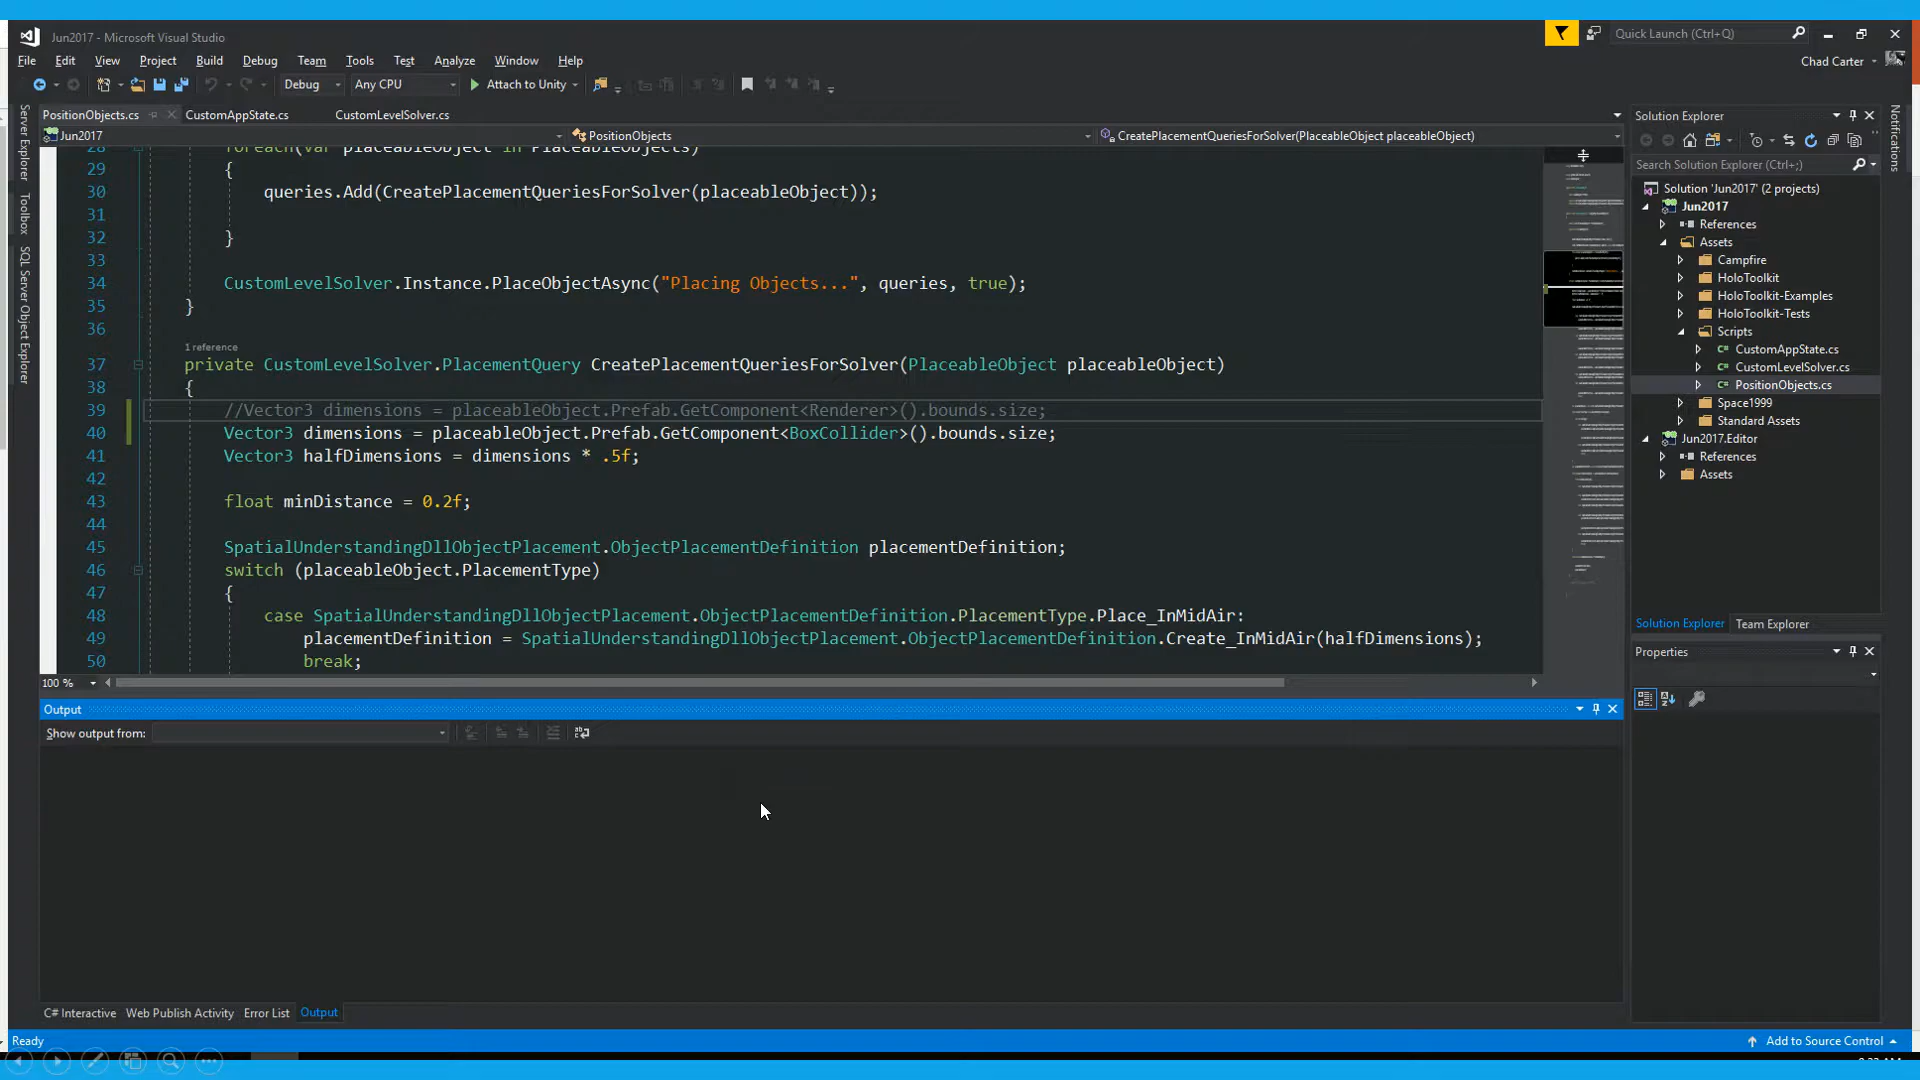 Jun2017 - Microsoft Visual Studio
Quick Launch (Ctrl+Q)
File Edit View Project Build Debug Team Tools Test Analyze Window Help
Chad Carter
Debug Any CPU Attach to Unity
PositionObjects.cs CustomAppState.cs CustomLevelSolver.cs
Jun2017 PositionObjects CreatePlacementQueriesForSolver(PlaceableObject placeableObject)
28 foreach(var placeableObject in PlaceableObjects)
29 {
30 queries.Add(CreatePlacementQueriesForSolver(placeableObject));
31
32 }
33
34 CustomLevelSolver.Instance.PlaceObjectAsync("Placing Objects...", queries, true);
35 }
36
1 reference
37 private CustomLevelSolver.PlacementQuery CreatePlacementQueriesForSolver(PlaceableObject placeableObject)
38 {
39 //Vector3 dimensions = placeableObject.Prefab.GetComponent<Renderer>().bounds.size;
40 Vector3 dimensions = placeableObject.Prefab.GetComponent<BoxCollider>().bounds.size;
41 Vector3 halfDimensions = dimensions * .5f;
42
43 float minDistance = 0.2f;
44
45 SpatialUnderstandingDllObjectPlacement.ObjectPlacementDefinition placementDefinition;
46 switch (placeableObject.PlacementType)
47 {
48 case SpatialUnderstandingDllObjectPlacement.ObjectPlacementDefinition.PlacementType.Place_InMidAir:
49 placementDefinition = SpatialUnderstandingDllObjectPlacement.ObjectPlacementDefinition.Create_InMidAir(halfDimensions);
50 break;
100 %
Output
Show output from:
C# Interactive Web Publish Activity Error List Output
Ready
Add to Source Control
Server Explorer
Toolbox
SQL Server Object Explorer
Solution Explorer
Search Solution Explorer (Ctrl+;)
Solution 'Jun2017' (2 projects)
Jun2017
References
Assets
Campfire
HoloToolkit
HoloToolkit-Examples
HoloToolkit-Tests
Scripts
C# CustomAppState.cs
C# CustomLevelSolver.cs
C# PositionObjects.cs
Space1999
Standard Assets
Jun2017.Editor
References
Assets
Solution Explorer Team Explorer
Properties
Notifications